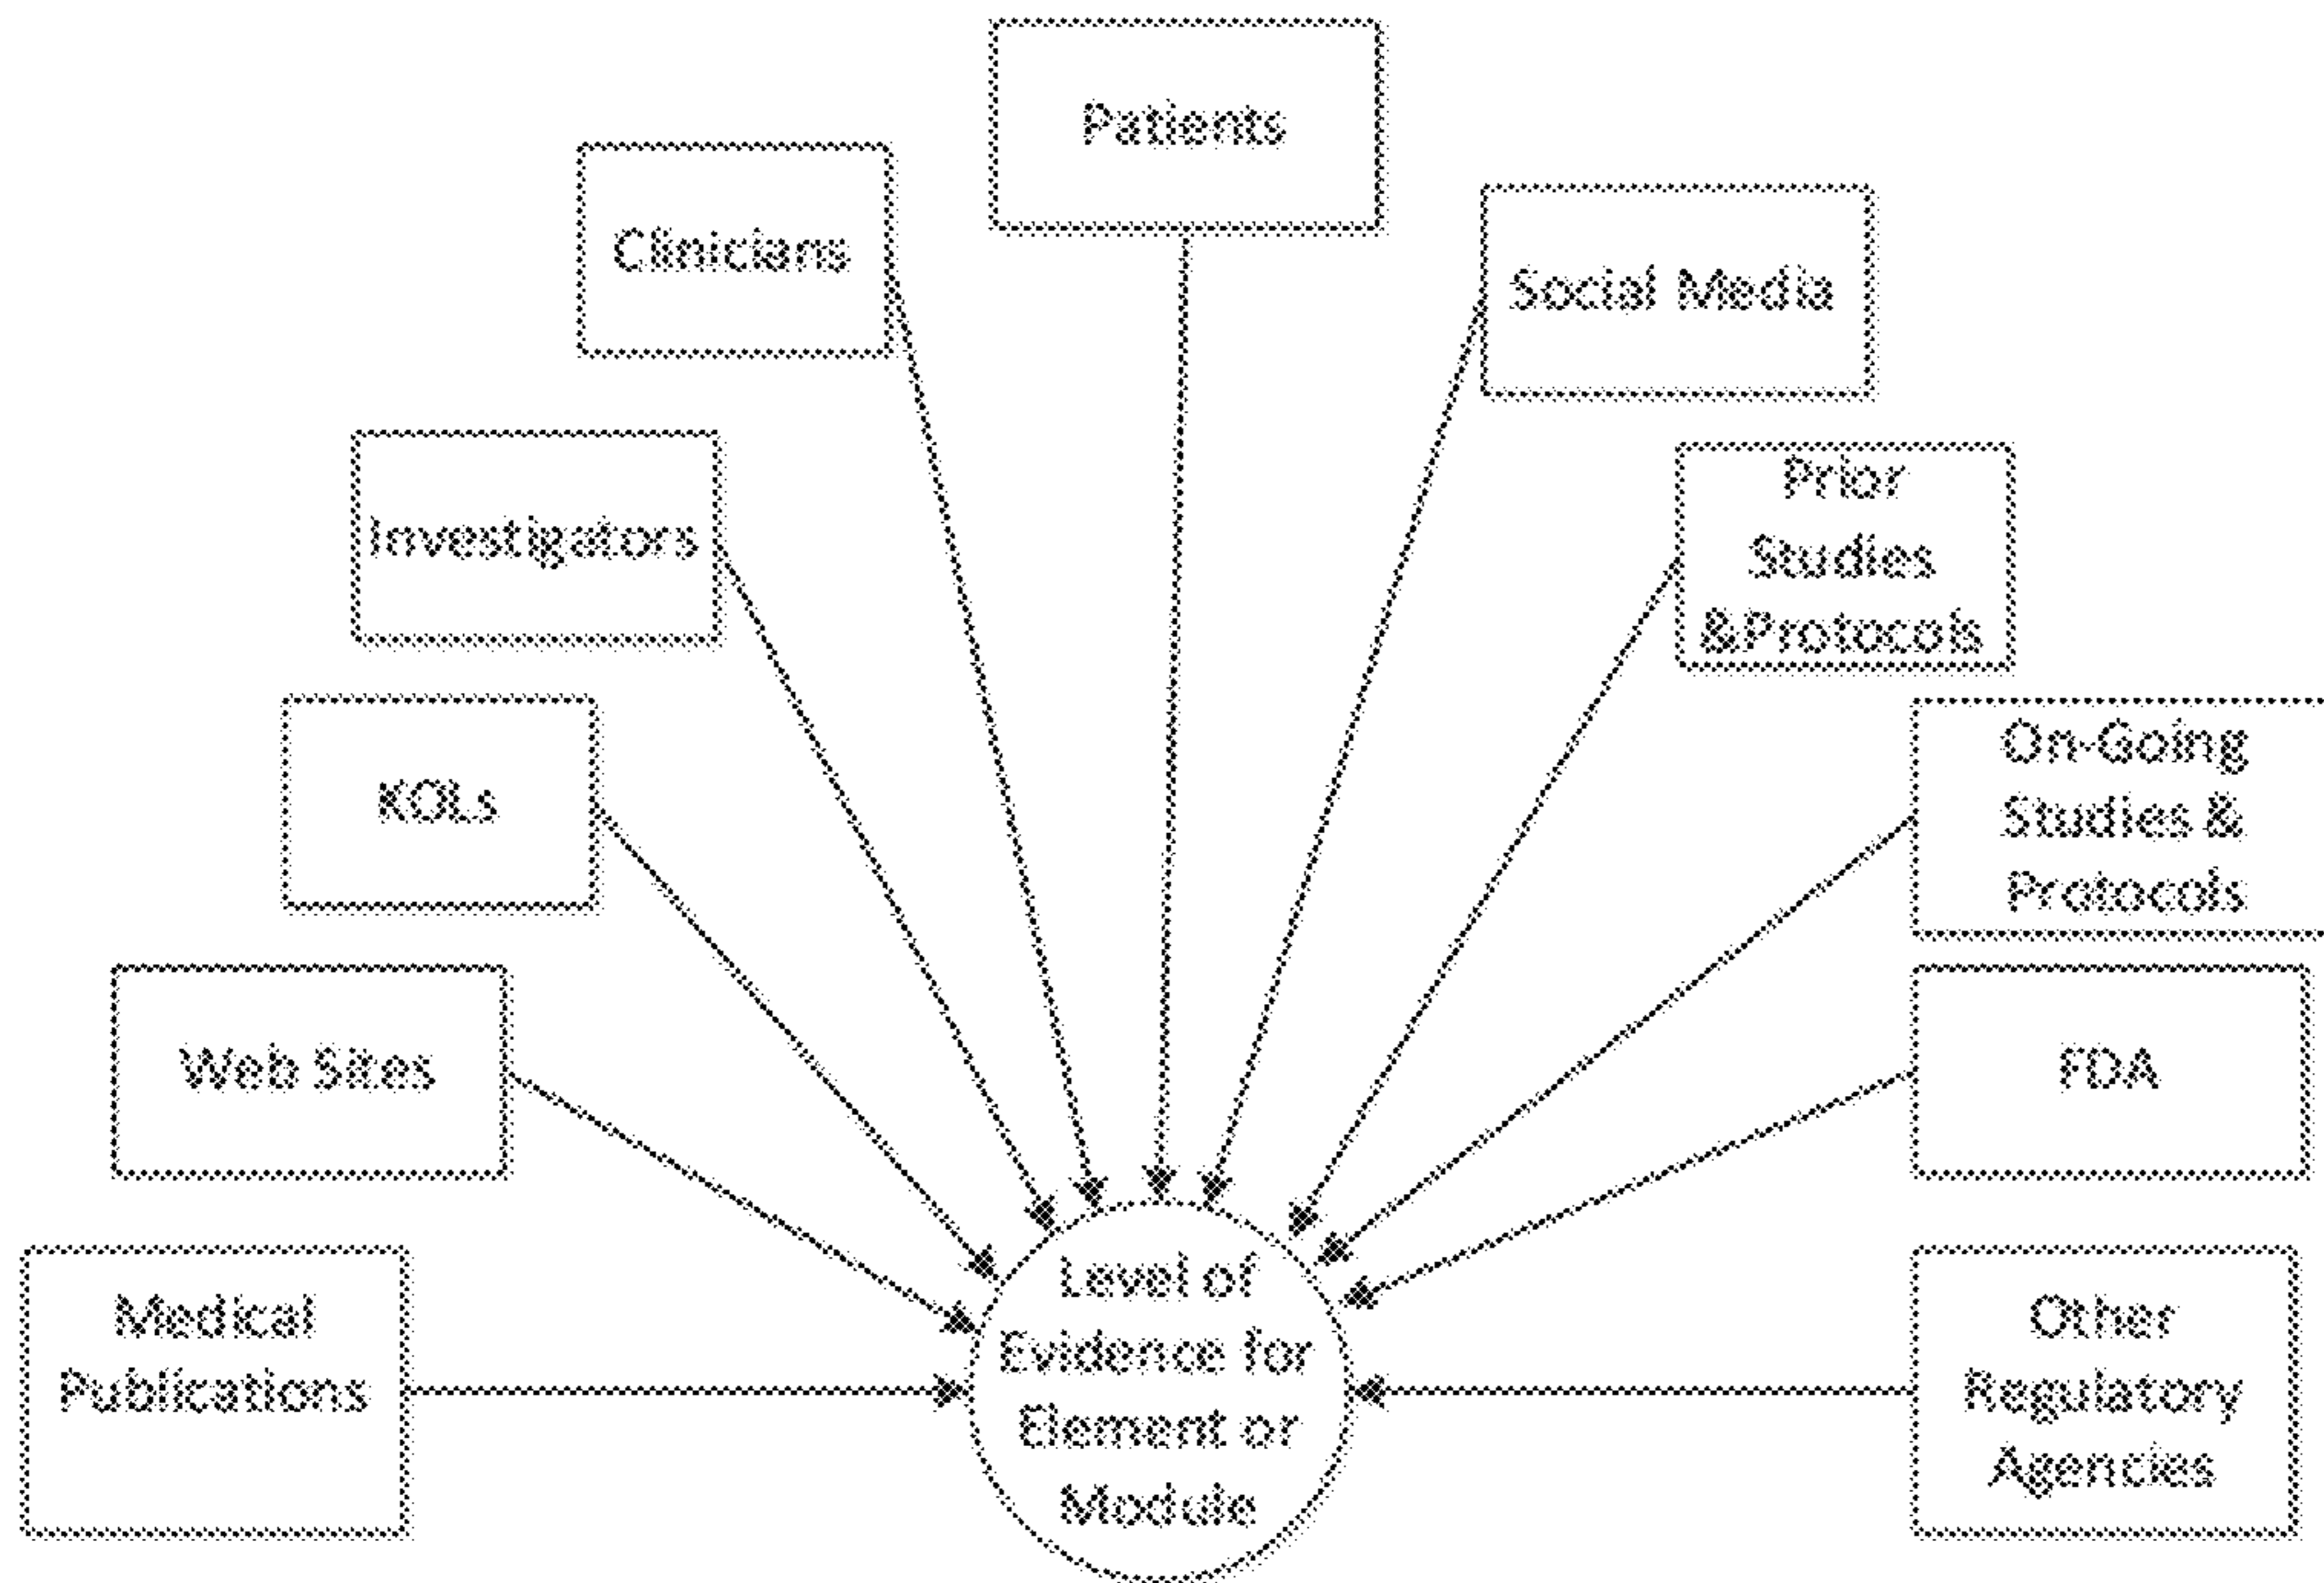 Patients
Clinicians
Social Media
Investigators
Prior
Studies
&Protocols
KOLs
On-Going
Studies &
Protocols
Web Sites
FDA
Medical
Publications
Level of
Evidence for
Element or
Module
Other
Regulatory
Agencies